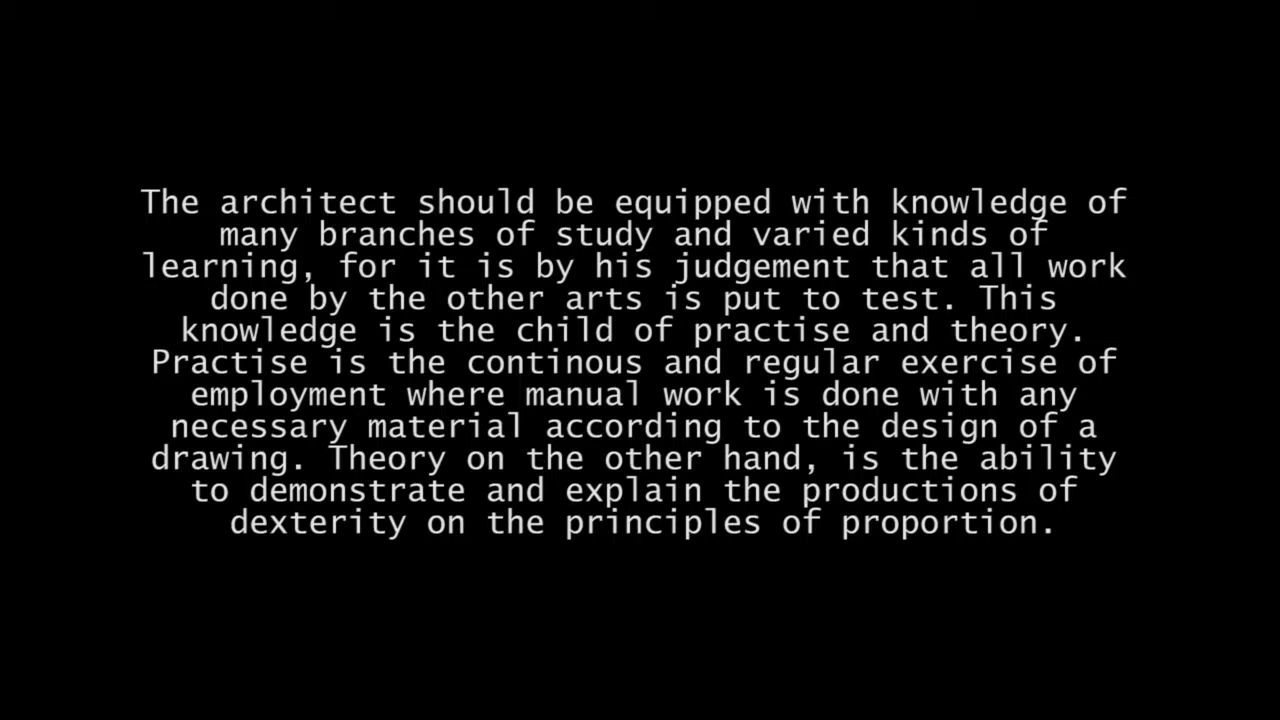 The architect should be equipped with knowledge of
many branches of study and varied kinds of
learning, for it is by his judgement that all work
done by the other arts is put to test. This
knowledge is the child of practise and theory.
Practise is the continous and regular exercise of
employment where manual work is done with any
necessary material according to the design of a
drawing. Theory on the other hand, is the ability
to demonstrate and explain the productions of
dexterity on the principles of proportion.